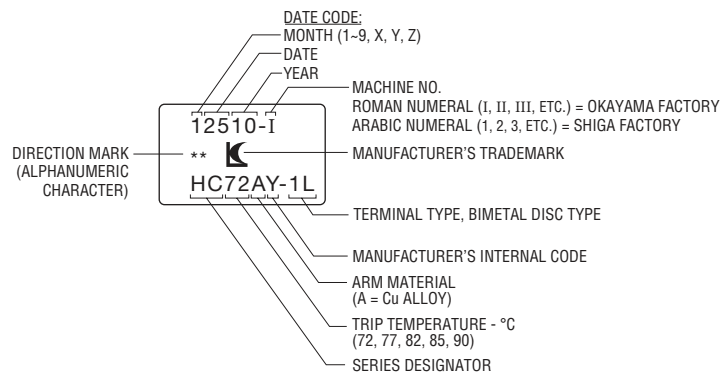 DATE CODE:
MONTH (1~9, X, Y, Z)
DATE
YEAR
MACHINE NO.
ROMAN NUMERAL (I, II, III, ETC.) = OKAYAMA FACTORY
ARABIC NUMERAL (1, 2, 3, ETC.) = SHIGA FACTORY
12510-I
MANUFACTURER'S TRADEMARK
DIRECTION MARK
(ALPHANUMERIC
CHARACTER)
**
HC72AY-1L
TERMINAL TYPE, BIMETAL DISC TYPE
MANUFACTURER'S INTERNAL CODE
ARM MATERIAL
(A = Cu ALLOY)
TRIP TEMPERATURE - °C
(72, 77, 82, 85, 90)
SERIES DESIGNATOR